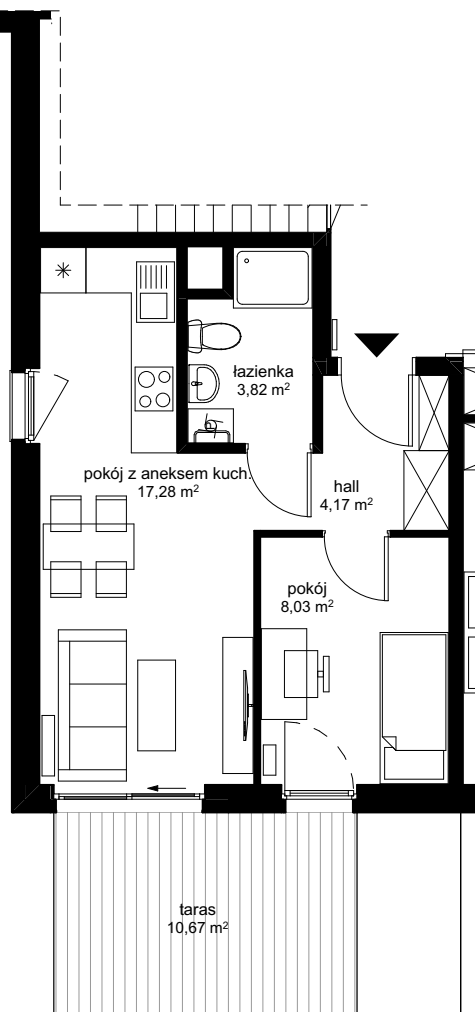 łazienka
3,82 m²
pokój z aneksem kuch.
17,28 m²
hall
4,17 m²
pokój
8,03 m²
taras
10,67 m²